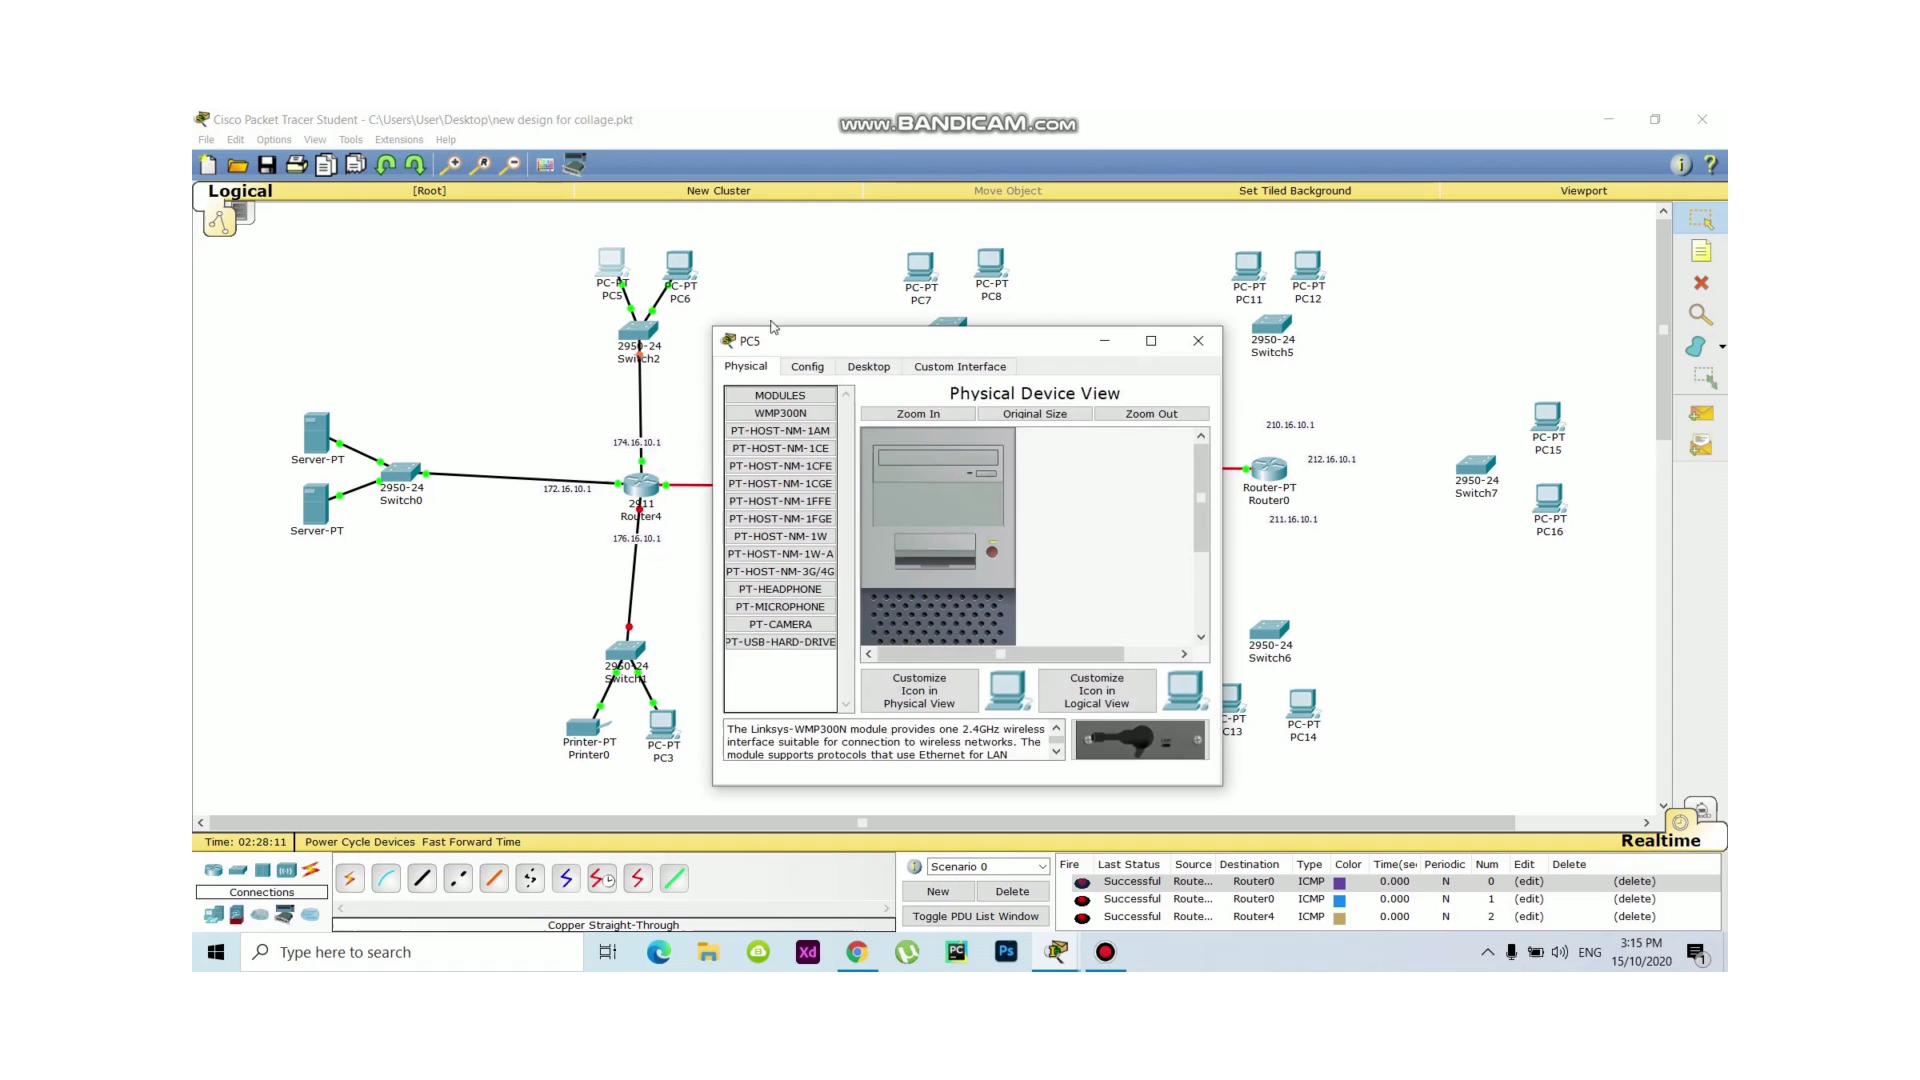 Cisco Packet Tracer Student - C:\Users\User\Desktop\new design for collage.pkt
www.BANDICAM.com
File Edit Options View Tools Extensions Help
Logical [Root] New Cluster Move Object Set Tiled Background Viewport
PC-PT
PC5
PC-PT
PC6
PC-PT
PC7
PC-PT
PC8
PC-PT
PC11
PC-PT
PC12
2950-24
Switch2
2950-24
Switch5
Server-PT
Server-PT
2950-24
Switch0
174.16.10.1
172.16.10.1
2911
Router4
176.16.10.1
2950-24
Switch1
Printer-PT
Printer0
PC-PT
PC3
PC5
Physical Config Desktop Custom Interface
MODULES
WMP300N
PT-HOST-NM-1AM
PT-HOST-NM-1CE
PT-HOST-NM-1CFE
PT-HOST-NM-1CGE
PT-HOST-NM-1FFE
PT-HOST-NM-1FGE
PT-HOST-NM-1W
PT-HOST-NM-1W-A
PT-HOST-NM-3G/4G
PT-HEADPHONE
PT-MICROPHONE
PT-CAMERA
PT-USB-HARD-DRIVE
Physical Device View
Zoom In Original Size Zoom Out
Customize
Icon in
Physical View
Customize
Icon in
Logical View
The Linksys-WMP300N module provides one 2.4GHz wireless
interface suitable for connection to wireless networks. The
module supports protocols that use Ethernet for LAN
210.16.10.1
212.16.10.1
Router-PT
Router0
211.16.10.1
2950-24
Switch7
PC-PT
PC15
PC-PT
PC16
2950-24
Switch6
C-PT
C13
PC-PT
PC14
Time: 02:28:11 Power Cycle Devices Fast Forward Time
Realtime
Connections
Copper Straight-Through
Scenario 0
New Delete
Toggle PDU List Window
Fire Last Status Source Destination Type Color Time(sec Periodic Num Edit Delete
Successful Route... Router0 ICMP 0.000 N 0 (edit) (delete)
Successful Route... Router0 ICMP 0.000 N 1 (edit) (delete)
Successful Route... Router4 ICMP 0.000 N 2 (edit) (delete)
Type here to search
Xd
PC
Ps
ENG
3:15 PM
15/10/2020
1